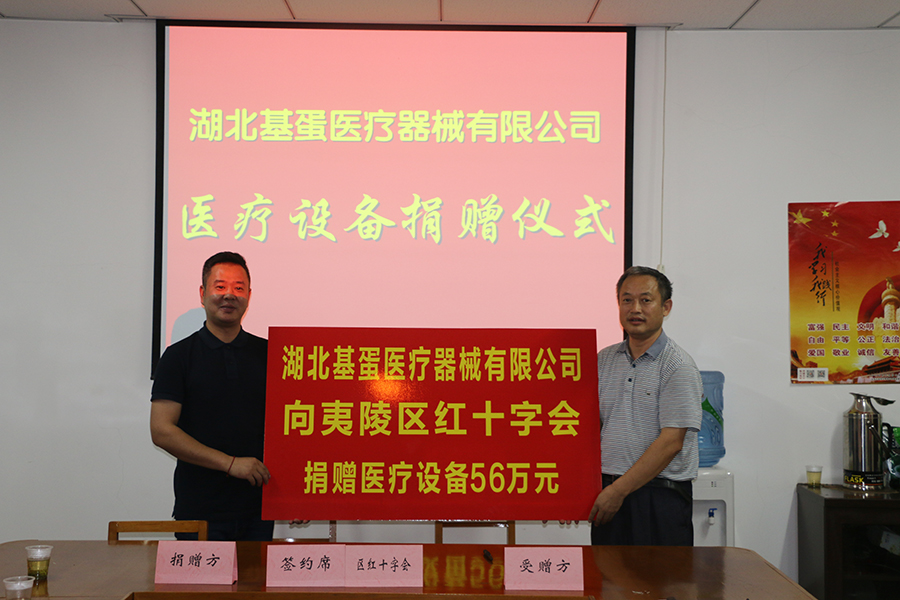 湖北基蛋医疗器械有限公司
医疗设备捐赠仪式
湖北基蛋医疗器械有限公司
向夷陵区红十字会
捐赠医疗设备56万元
富强 民主 文明 和谐
自由 平等 公正 法治
爱国 敬业 诚信 友善
捐赠方
签约席
区红十字会
受赠方